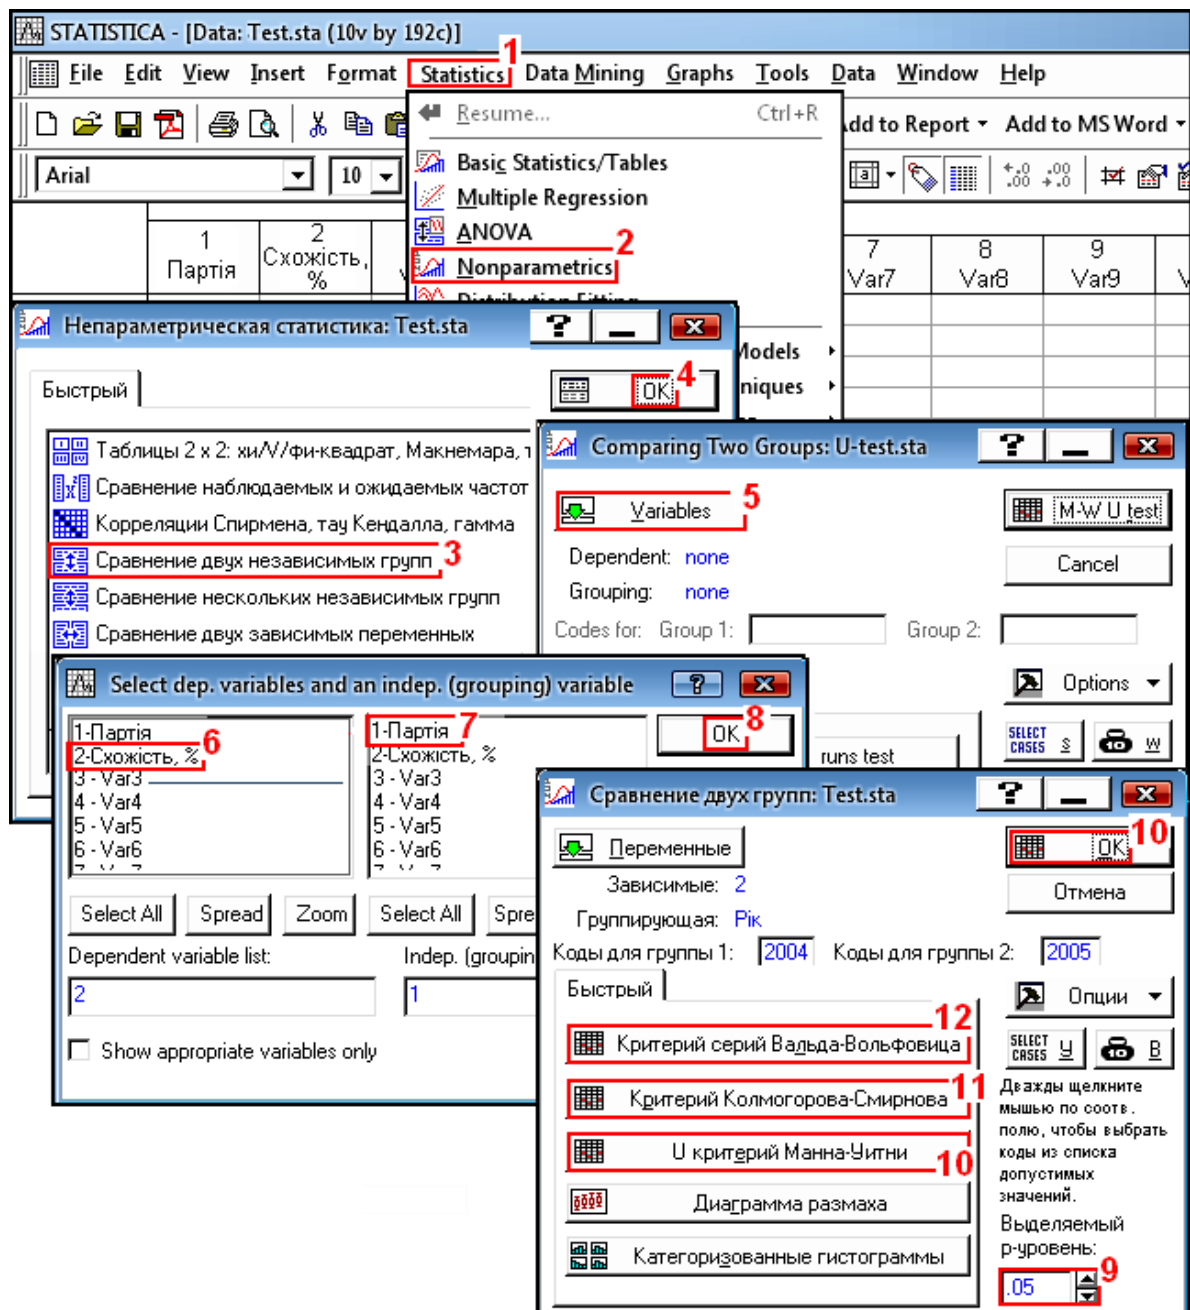 STATISTICA - [Data: Test.sta (10v by 192c)]
1
File Edit View Insert Format Statistics Data Mining Graphs Tools Data Window Help
Resume... Ctrl+R
Add to Report Add to MS Word
Arial 10
Basic Statistics/Tables
Multiple Regression
ANOVA
2
Nonparametrics
Distribution Fitting
Models
niques
1 Партія
2 Схожість, %
7 Var7
8 Var8
9 Var9
Непараметрическая статистика: Test.sta
Быстрый
OK 4
Таблицы 2 x 2: хи/V/фи-квадрат, Макнемара, т
Сравнение наблюдаемых и ожидаемых частот
Корреляции Спирмена, тау Кендалла, гамма
Сравнение двух независимых групп 3
Сравнение нескольких независимых групп
Сравнение двух зависимых переменных
Comparing Two Groups: U-test.sta
Variables 5
M-W U test
Dependent: none
Cancel
Grouping: none
Codes for: Group 1: Group 2:
Options
SELECT CASES S W
runs test
Select dep. variables and an indep. (grouping) variable
1-Партія
2-Схожість, % 6
3 - Var3
4 - Var4
5 - Var5
6 - Var6
7 - Var7
1-Партія 7
2-Схожість, %
3 - Var3
4 - Var4
5 - Var5
6 - Var6
7 - Var7
OK 8
Select All Spread Zoom Select All Spre
Dependent variable list: Indep. (groupin
2 1
Show appropriate variables only
Сравнение двух групп: Test.sta
Переменные
OK 10
Зависимые: 2
Отмена
Группирующая: Рік
Коды для группы 1: 2004 Коды для группы 2: 2005
Быстрый
Опции
12
Критерий серий Вальда-Вольфовица
SELECT CASES У В
11
Критерий Колмогорова-Смирнова
U критерий Манна-Уитни
10
Диаграмма размаха
Категоризованные гистограммы
Дважды щелкните
мышью по соотв.
полю, чтобы выбрать
коды из списка
допустимых
значений.
Выделяемый
p-уровень:
.05 9